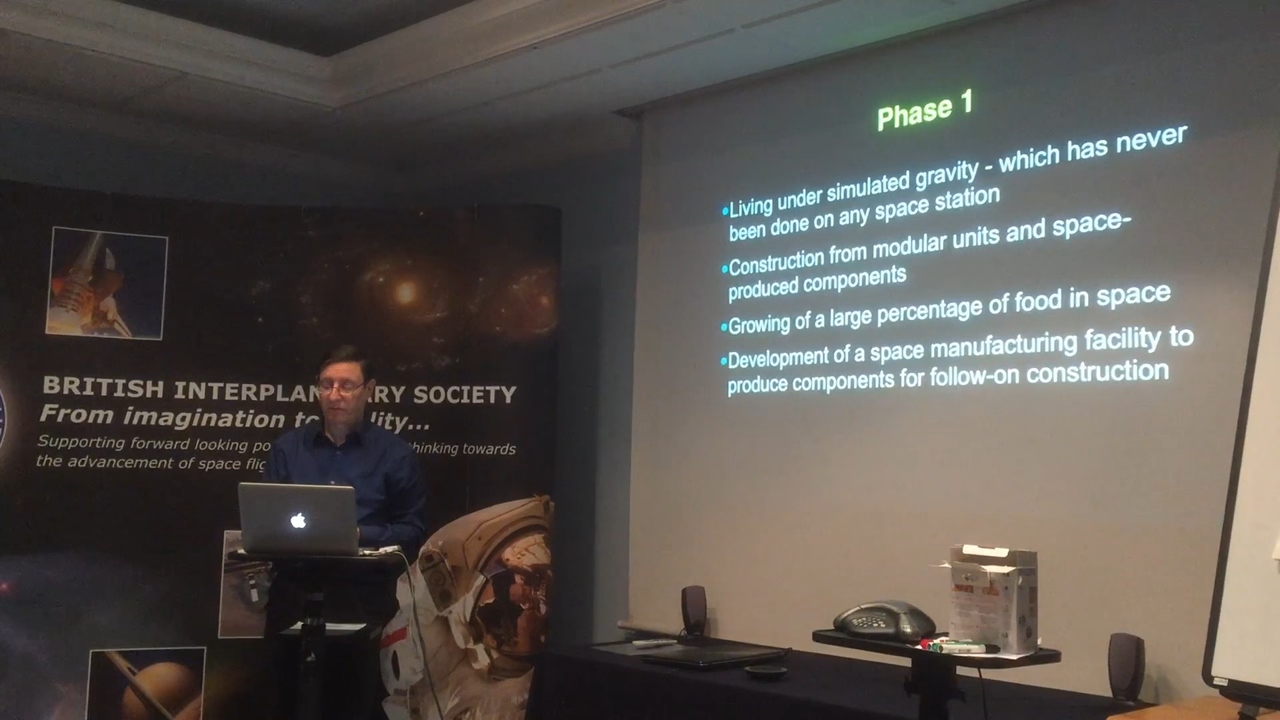 BRITISH INTERPLAN RY SOCIETY
From imagination to lity...
Supporting forward looking po thinking towards
the advancement of space flig
Phase 1
•Living under simulated gravity - which has never
been done on any space station
•Construction from modular units and space-
produced components
•Growing of a large percentage of food in space
•Development of a space manufacturing facility to
produce components for follow-on construction